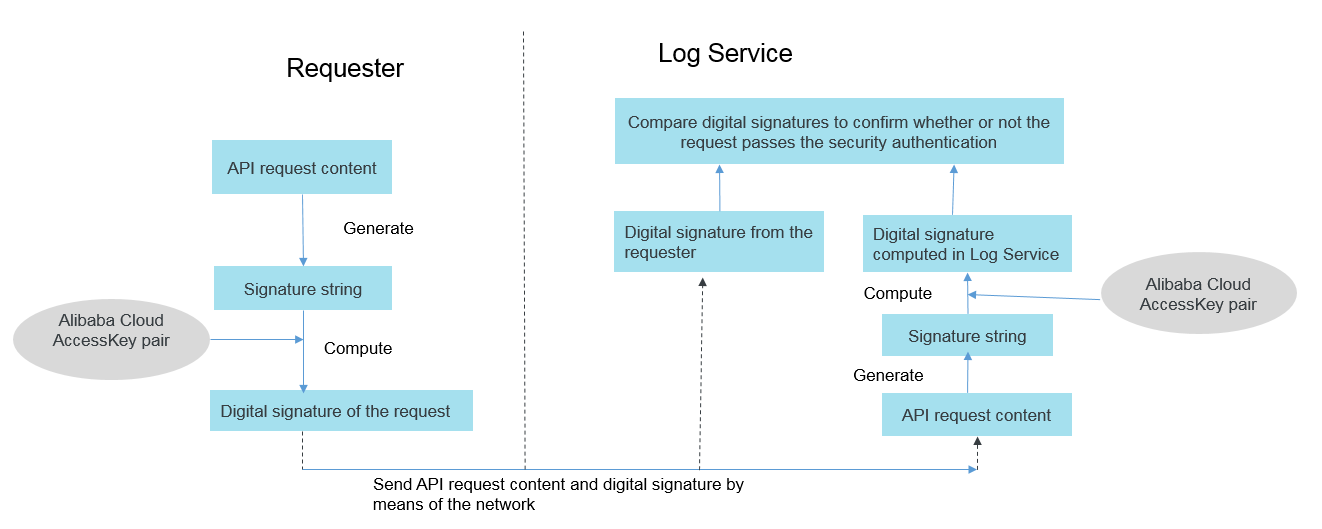 Requester
API request content
Generate
Signature string
Alibaba Cloud
AccessKey pair
Compute
Digital signature of the request
Send API request content and digital signature by
means of the network
Log Service
Compare digital signatures to confirm whether or not the
request passes the security authentication
Digital signature from the
requester
Digital signature
computed in Log Service
Compute
Alibaba Cloud
AccessKey pair
Signature string
Generate
API request content